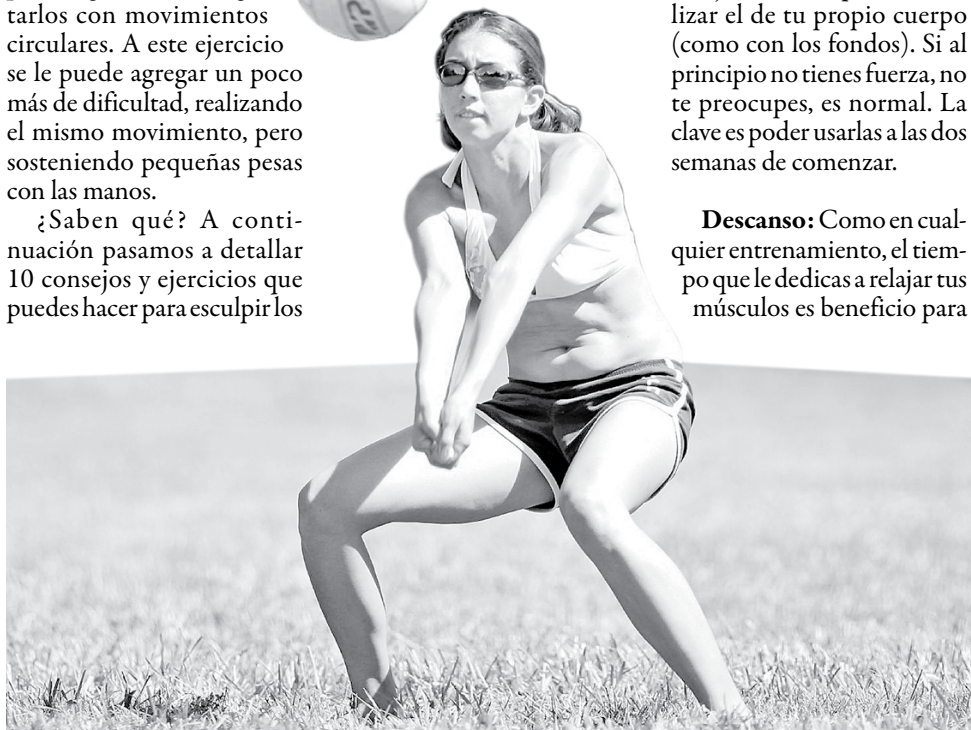 tarlos con movimientos
circulares. A este ejercicio
se le puede agregar un poco
más de dificultad, realizando
el mismo movimiento, pero
sosteniendo pequeñas pesas
con las manos.
¿Saben qué? A conti-
nuación pasamos a detallar
10 consejos y ejercicios que
puedes hacer para esculpir los
lizar el de tu propio cuerpo
(como con los fondos). Si al
principio no tienes fuerza, no
te preocupes, es normal. La
clave es poder usarlas a las dos
semanas de comenzar.
Descanso: Como en cual-
quier entrenamiento, el tiem-
po que le dedicas a relajar tus
músculos es beneficio para